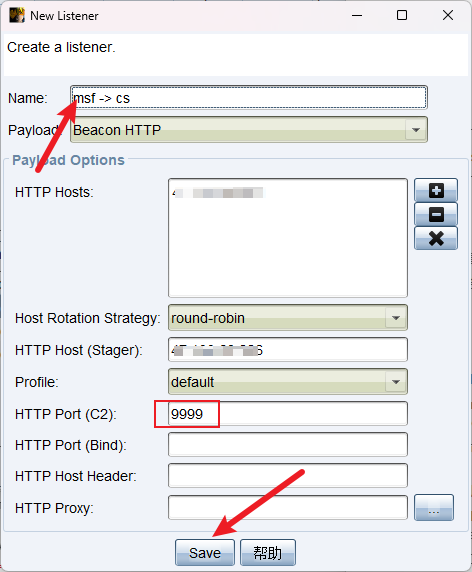 New Listener
Create a listener.
Name: msf -> cs
Payload: Beacon HTTP
Payload Options
HTTP Hosts:
Host Rotation Strategy: round-robin
HTTP Host (Stager):
Profile: default
HTTP Port (C2): 9999
HTTP Port (Bind):
HTTP Host Header:
HTTP Proxy: ...
Save 帮助